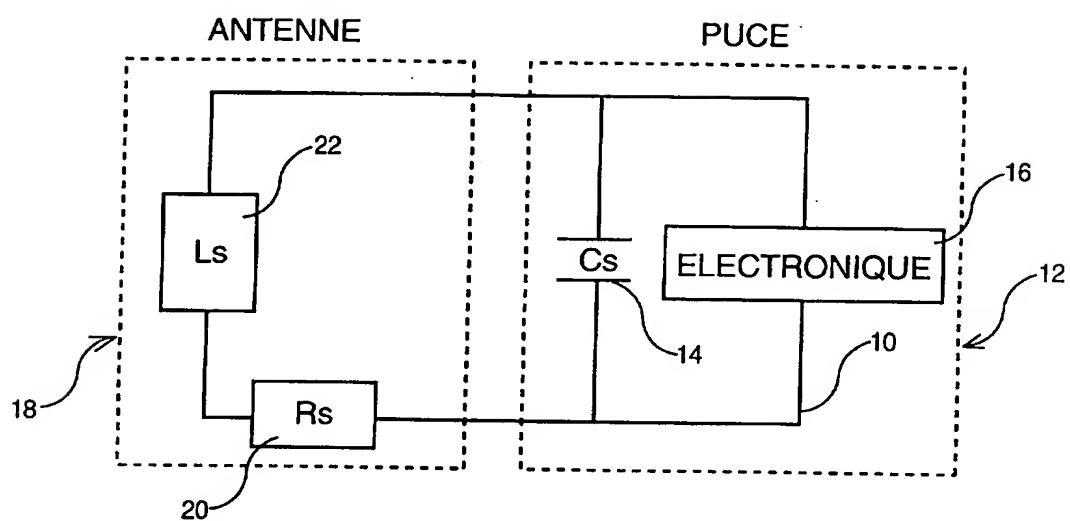 ANTENNE
PUCE
22
16
Ls
Cs
ELECTRONIQUE
12
14
10
18
Rs
20